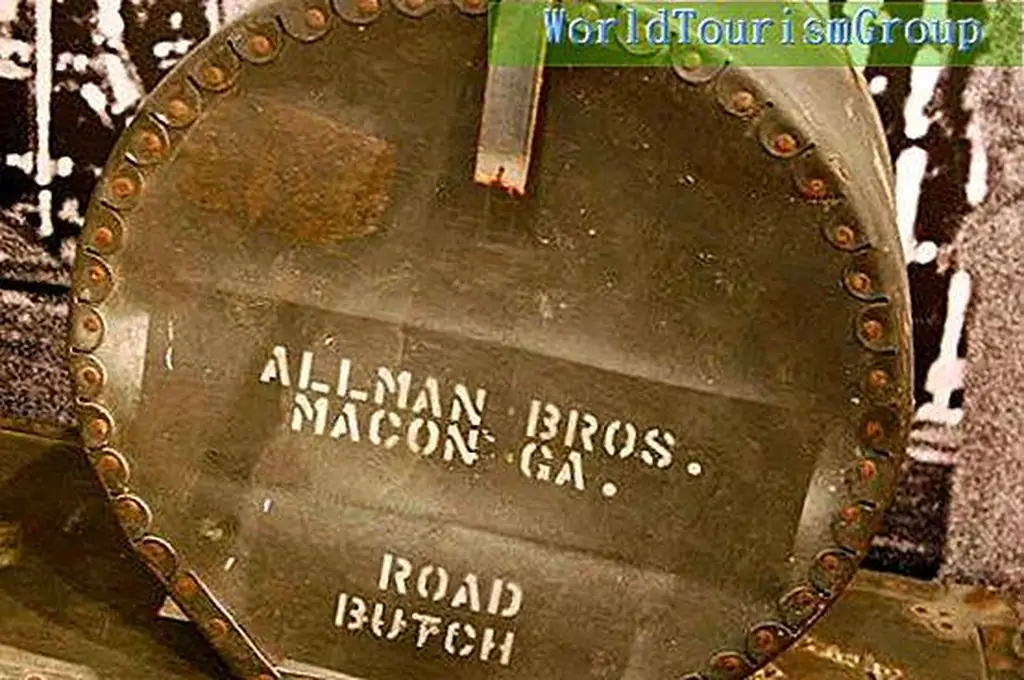 WorldTourismGroup
ALLMAN BROS.
MACON GA.
ROAD
BUTCH